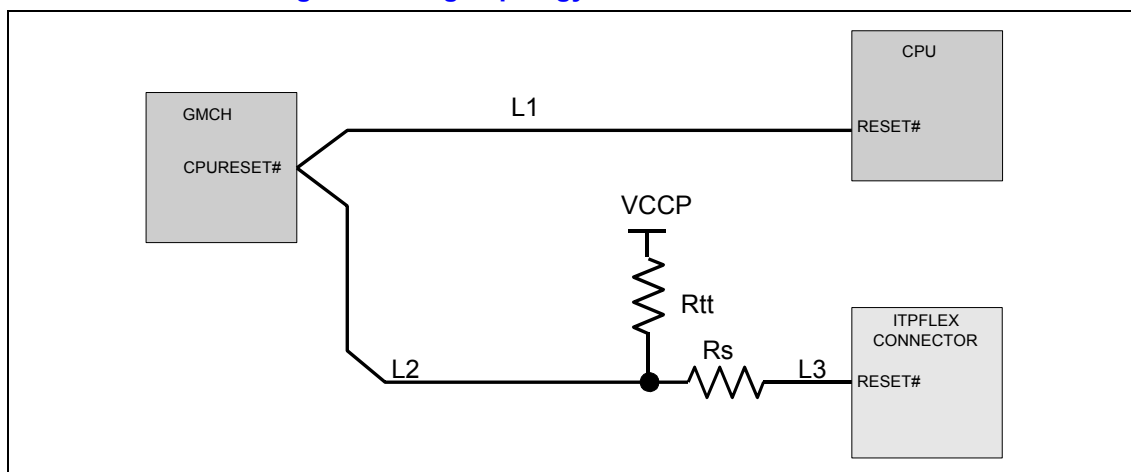 CPU
GMCH
L1
RESET#
CPURESET#
VCCP
Rtt
ITPFLEX
CONNECTOR
Rs
L2
L3
RESET#